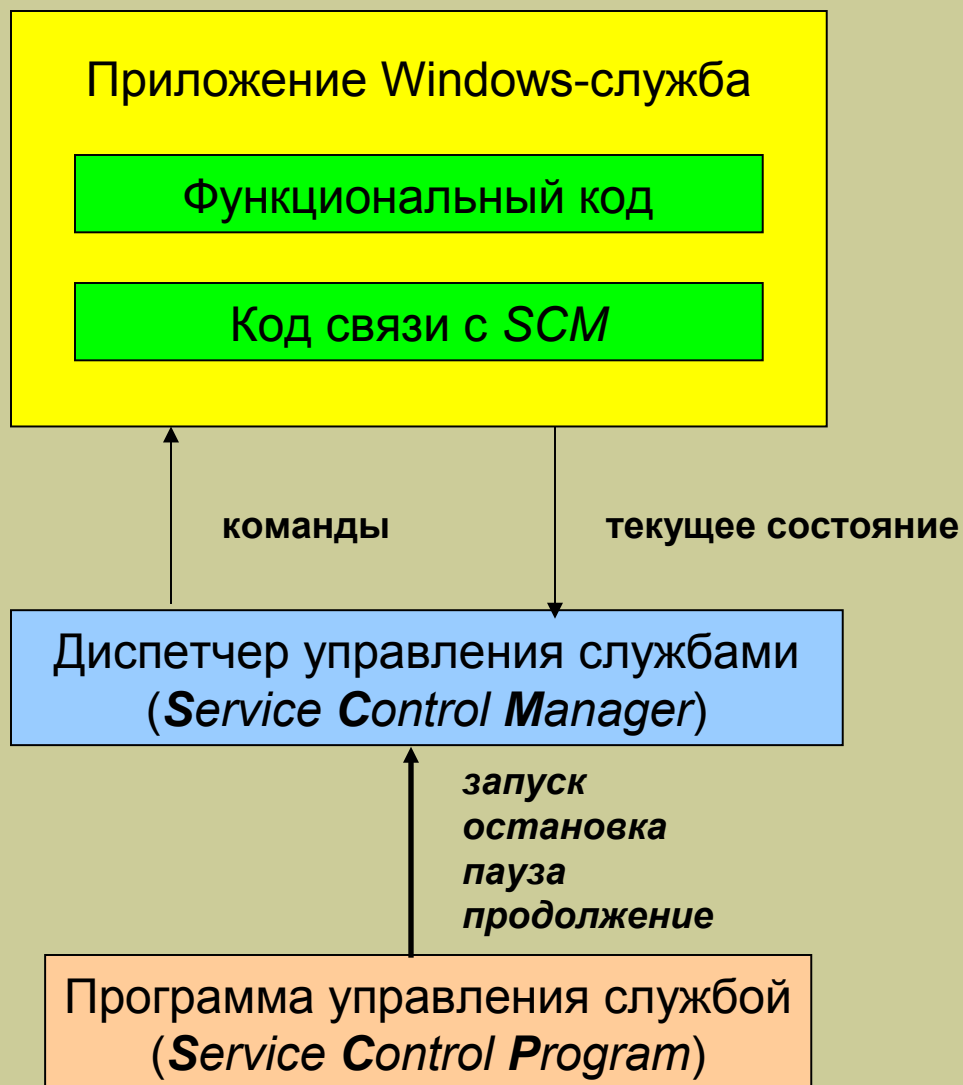 Приложение Windows-служба
Функциональный код
Код связи с SCM
команды
текущее состояние
Диспетчер управления службами
(Service Control Manager)
запуск
остановка
пауза
продолжение
Программа управления службой
(Service Control Program)